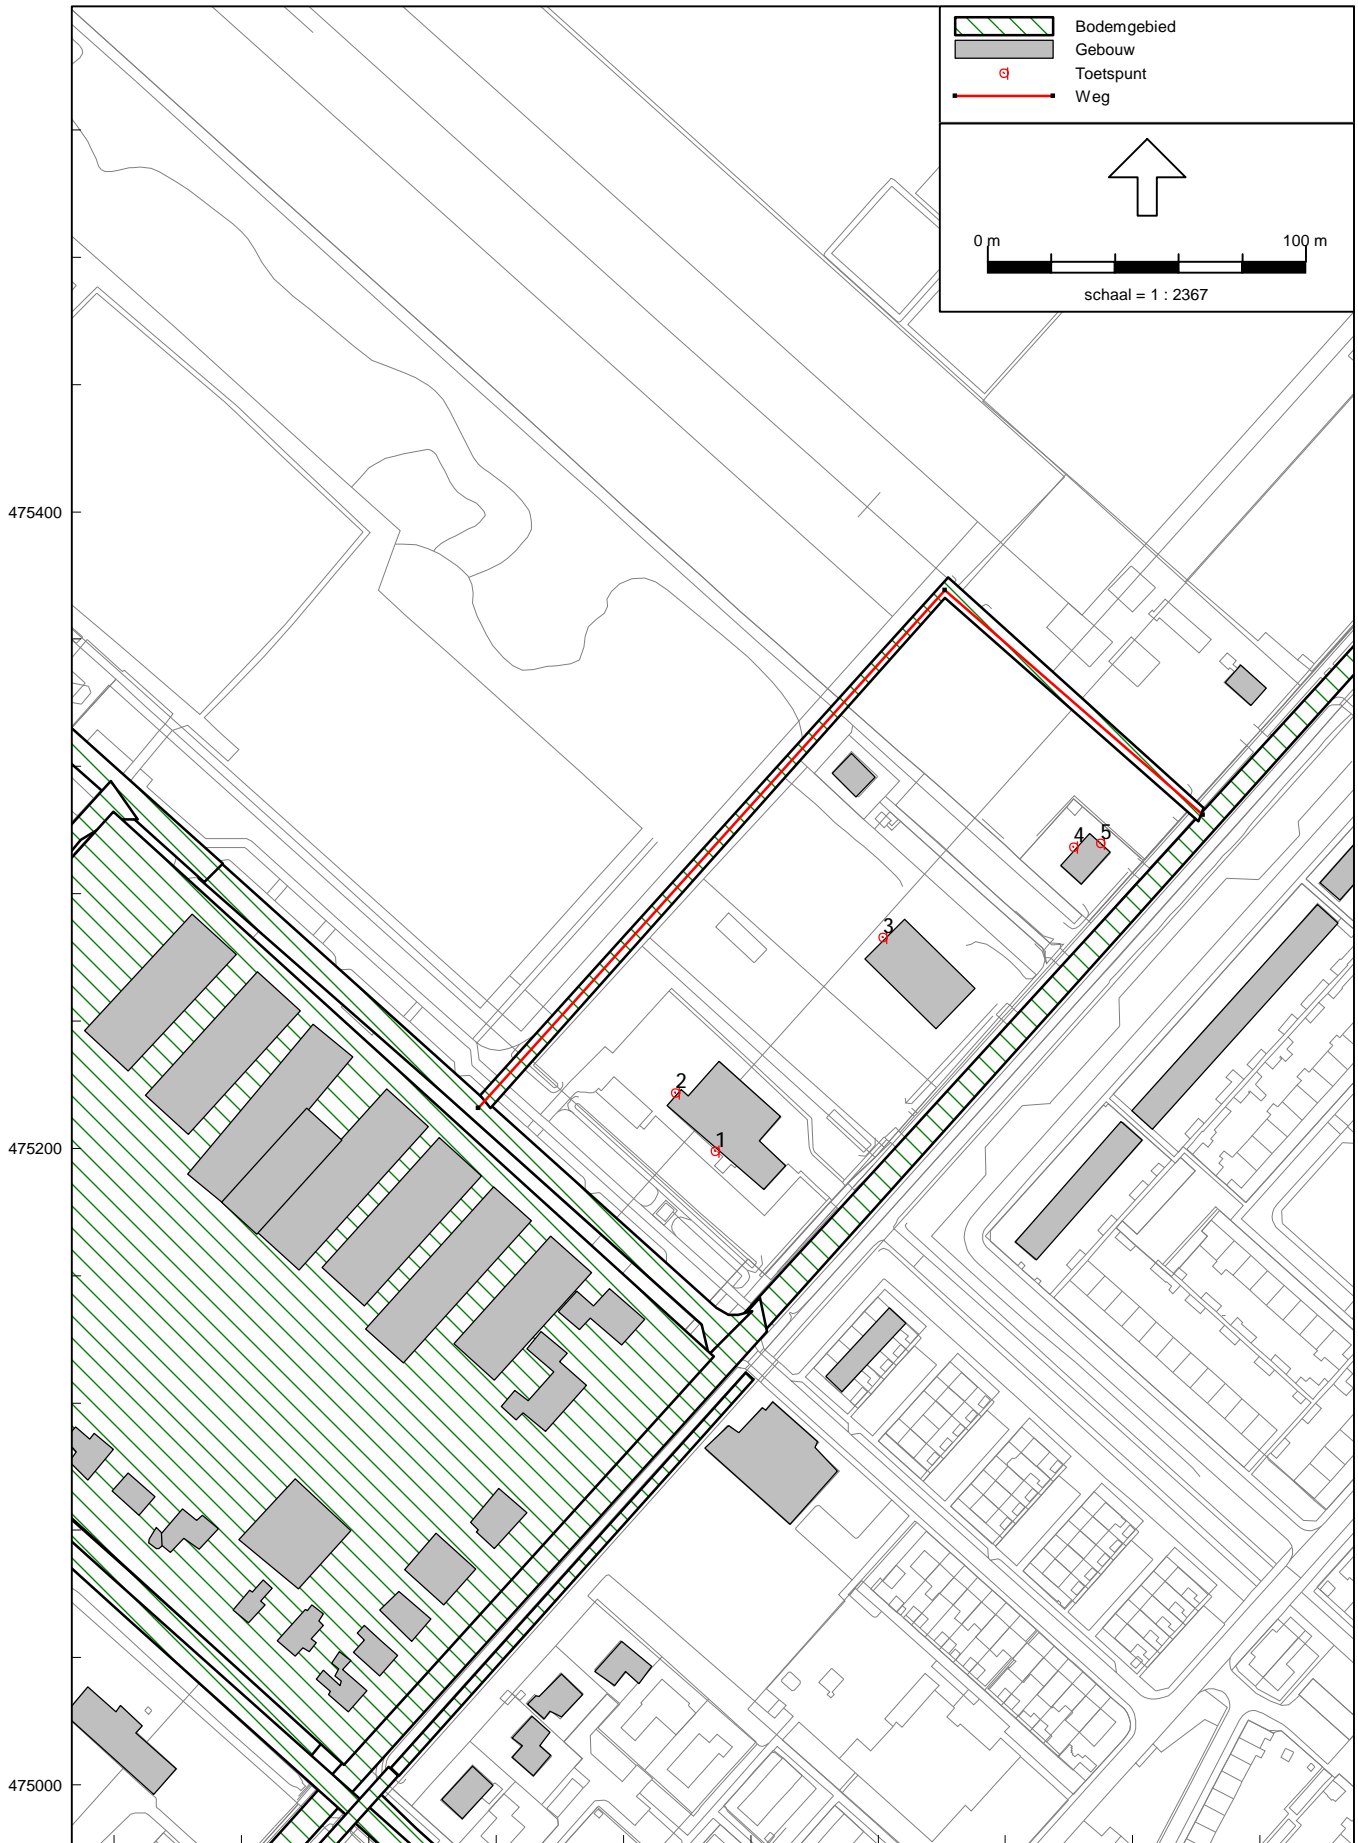 Bodemgebied
Gebouw
Toetspunt
Weg
0 m 100 m
schaal = 1 : 2367
475400
4 5
3
2
1
475200
475000